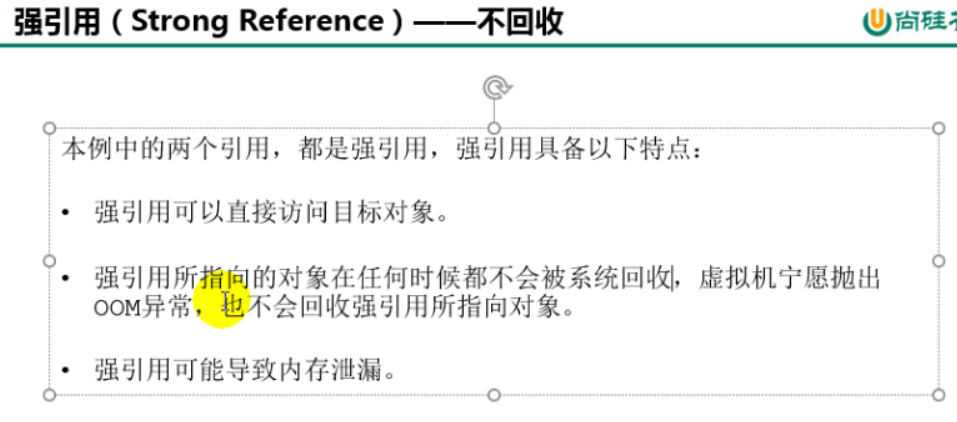 强引用（Strong Reference）——不回收
尚硅
本例中的两个引用，都是强引用，强引用具备以下特点：
• 强引用可以直接访问目标对象。
• 强引用所指向的对象在任何时候都不会被系统回收，虚拟机宁愿抛出
OOM异常，也不会回收强引用所指向对象。
• 强引用可能导致内存泄漏。